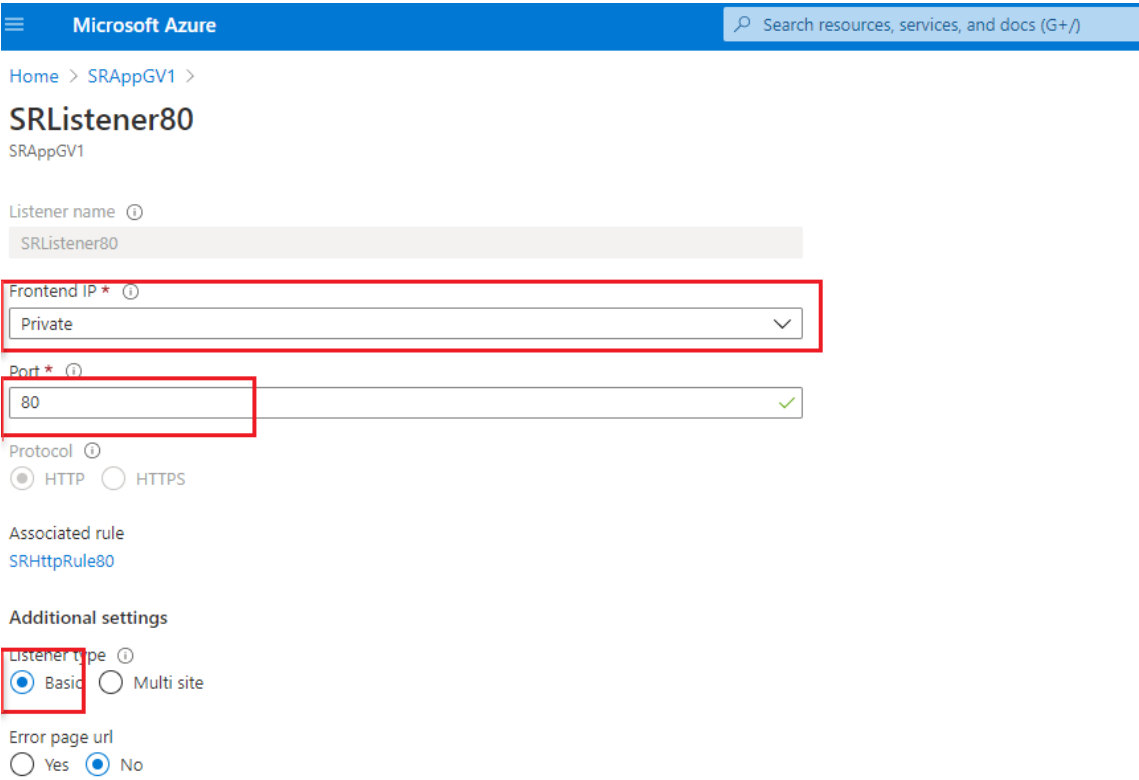 Microsoft Azure
Search resources, services, and docs (G+/)
Home > SRAppGV1 >
SRListener80
SRAppGV1
Listener name
SRListener80
Frontend IP *
Private
Port *
80
Protocol
HTTP HTTPS
Associated rule
SRHttpRule80
Additional settings
Listener type
Basic Multi site
Error page url
Yes No